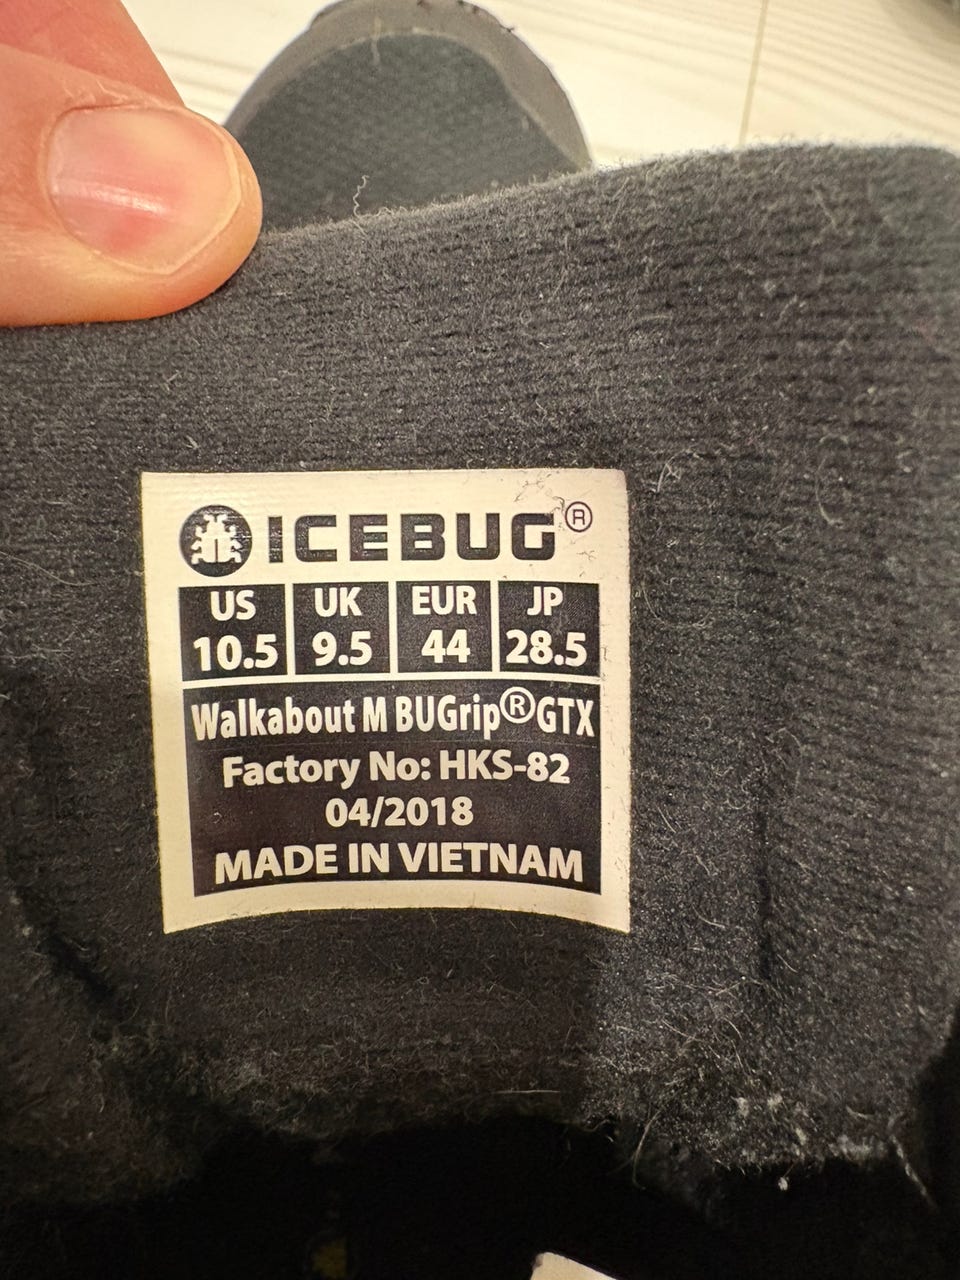 ICEBUG®
US UK EUR JP
10.5 9.5 44 28.5
Walkabout M BUGrip® GTX
Factory No: HKS-82
04/2018
MADE IN VIETNAM